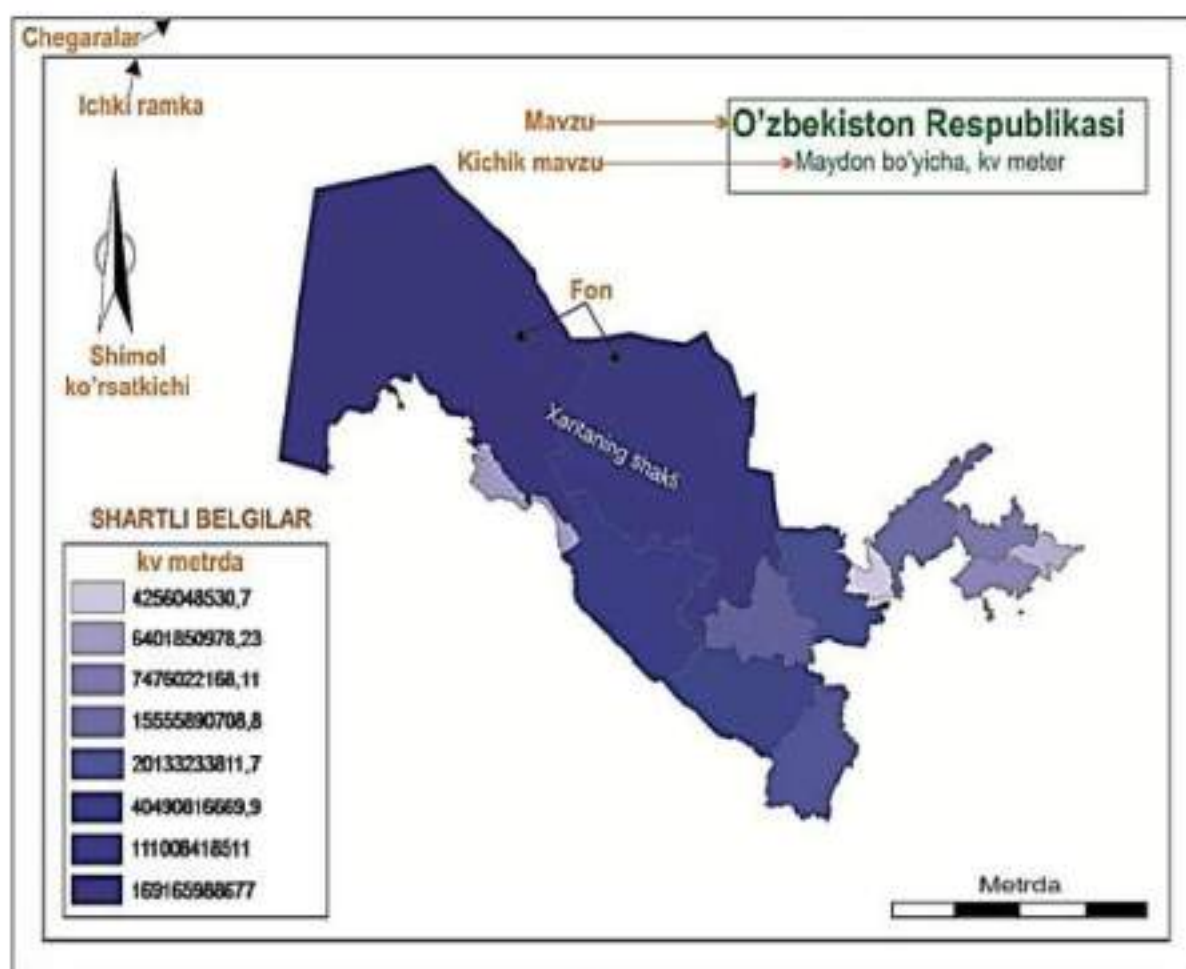 Chegaralar
Ichki ramka
Mavzu
O'zbekiston Respublikasi
Kichik mavzu
Maydon bo'yicha, kv meter
Fon
Shimol
ko'rsatkichi
Xaritaning shakli
SHARTLI BELGILAR
kv metrda
4256048530,7
6401850978,23
7476022168,11
15555890708,8
20133233811,7
40490816669,9
111008418511
169165988677
Metrda